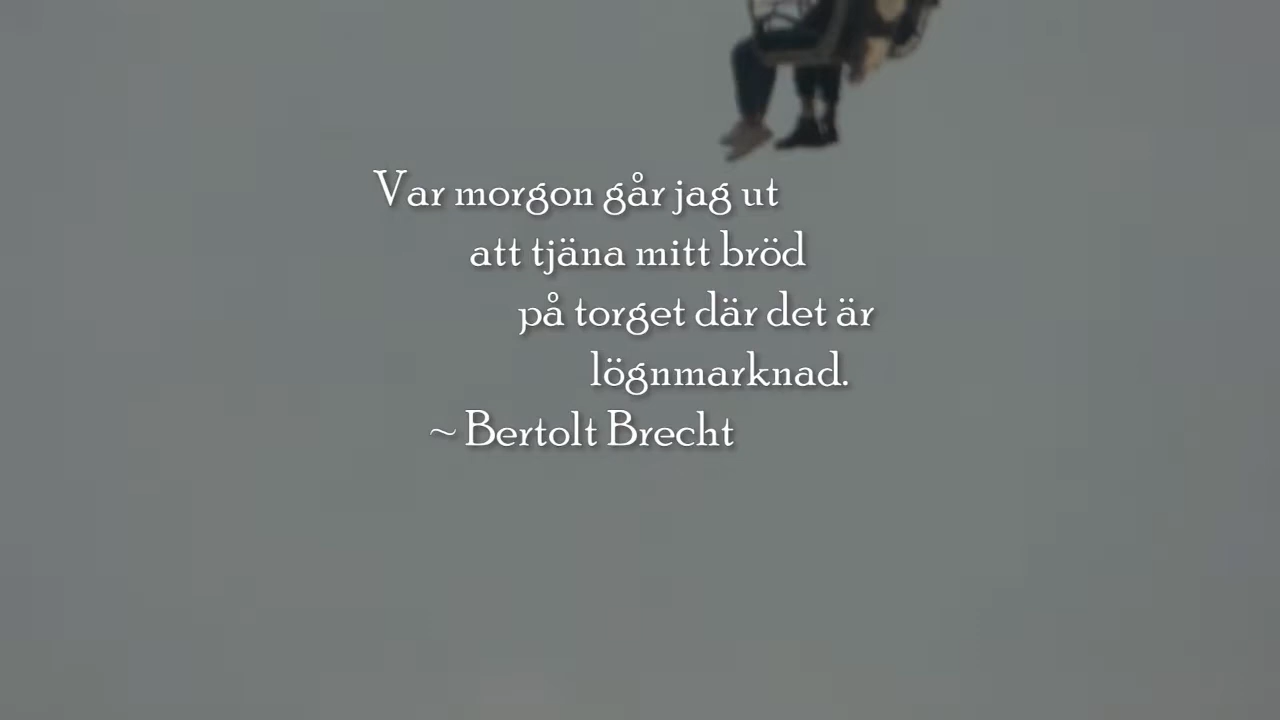 Var morgon går jag ut
att tjäna mitt bröd
på torget där det är
lögnmarknad.
~ Bertolt Brecht